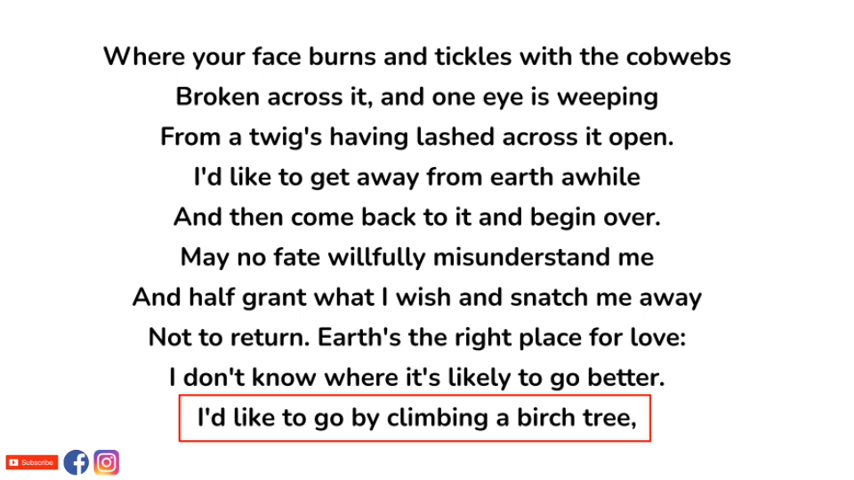 Where your face burns and tickles with the cobwebs
Broken across it, and one eye is weeping
From a twig's having lashed across it open.
I'd like to get away from earth awhile
And then come back to it and begin over.
May no fate willfully misunderstand me
And half grant what I wish and snatch me away
Not to return. Earth's the right place for love:
I don't know where it's likely to go better.
I'd like to go by climbing a birch tree,
Subscribe